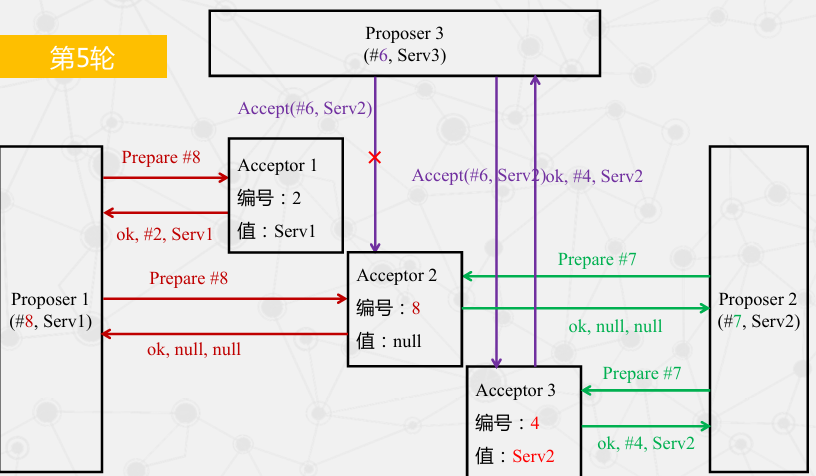 第5轮
Proposer 3
(#6, Serv3)
Accept(#6, Serv2)
Prepare #8
ok, #2, Serv1
Acceptor 1
编号：2
值：Serv1
Accept(#6, Serv2)
ok, #4, Serv2
Proposer 1
(#8, Serv1)
Prepare #8
ok, null, null
Acceptor 2
编号：8
值：null
Prepare #7
ok, null, null
Proposer 2
(#7, Serv2)
Acceptor 3
编号：4
值：Serv2
Prepare #7
ok, #4, Serv2